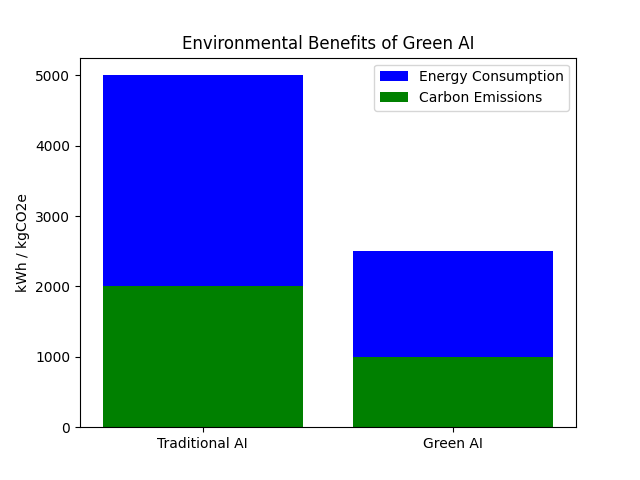 Environmental Benefits of Green AI
Energy Consumption
Carbon Emissions
kWh / kgCO2e
5000
4000
3000
2000
1000
0
Traditional AI
Green AI